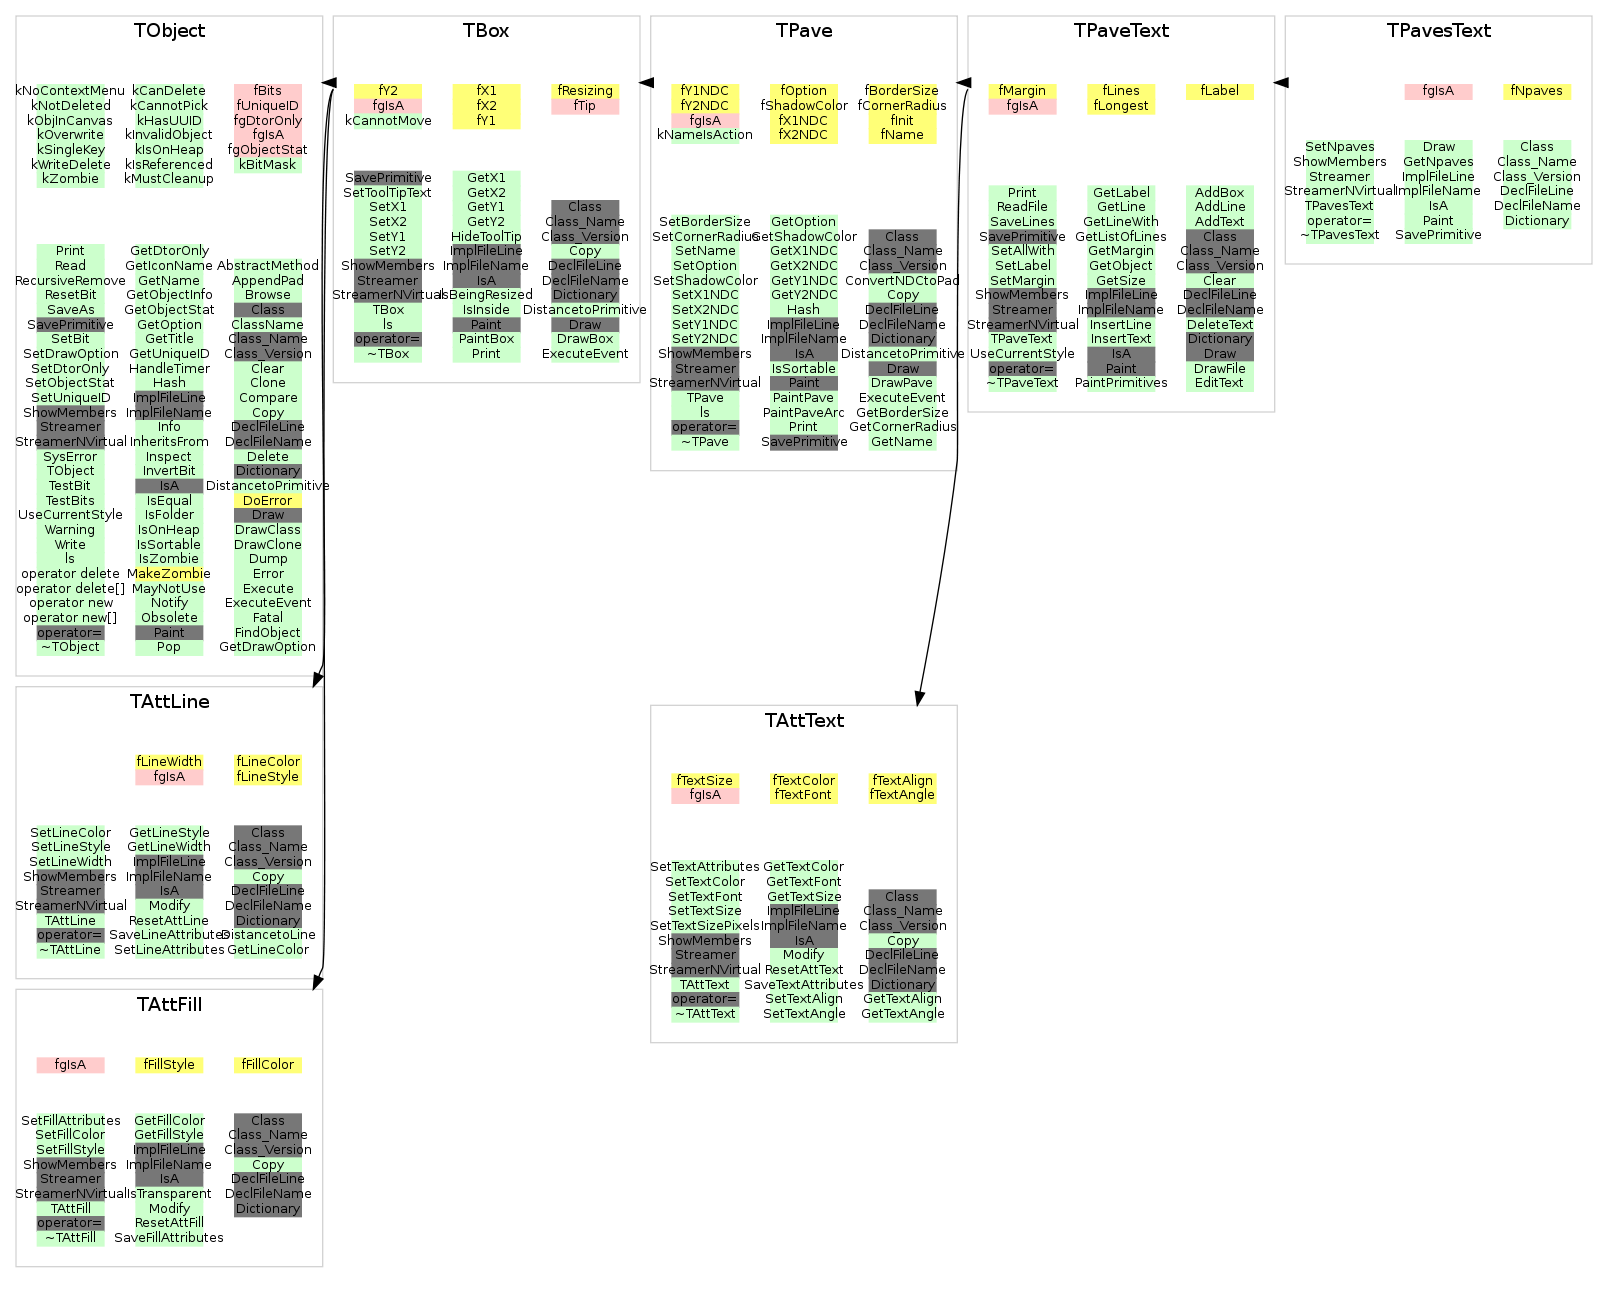 TObject
kNoContextMenu
kNotDeleted
kObjInCanvas
kOverwrite
kSingleKey
kWriteDelete
kZombie
kCanDelete
kCannotPick
kHasUUID
kInvalidObject
kIsOnHeap
kIsReferenced
kMustCleanup
fBits
fUniqueID
fgDtorOnly
fgIsA
fgObjectStat
kBitMask
Print
Read
RecursiveRemove
ResetBit
SaveAs
SavePrimitive
SetBit
SetDrawOption
SetDtorOnly
SetObjectStat
SetUniqueID
ShowMembers
Streamer
StreamerNVirtual
SysError
TObject
TestBit
TestBits
UseCurrentStyle
Warning
Write
ls
operator delete
operator delete[]
operator new
operator new[]
operator=
~TObject
GetDtorOnly
GetIconName
GetName
GetObjectInfo
GetObjectStat
GetOption
GetTitle
GetUniqueID
HandleTimer
Hash
ImplFileLine
ImplFileName
Info
InheritsFrom
Inspect
InvertBit
IsA
IsEqual
IsFolder
IsOnHeap
IsSortable
IsZombie
MakeZombie
MayNotUse
Notify
Obsolete
Paint
Pop
AbstractMethod
AppendPad
Browse
Class
ClassName
Class_Name
Class_Version
Clear
Clone
Compare
Copy
DeclFileLine
DeclFileName
Delete
Dictionary
DistancetoPrimitive
DoError
Draw
DrawClass
DrawClone
Dump
Error
Execute
ExecuteEvent
Fatal
FindObject
GetDrawOption
TBox
fY2
fgIsA
kCannotMove
fX1
fX2
fY1
fResizing
fTip
SavePrimitive
SetToolTipText
SetX1
SetX2
SetY1
SetY2
ShowMembers
Streamer
StreamerNVirtual
TBox
ls
operator=
~TBox
GetX1
GetX2
GetY1
GetY2
HideToolTip
ImplFileLine
ImplFileName
IsA
IsBeingResized
IsInside
Paint
PaintBox
Print
Class
Class_Name
Class_Version
Copy
DeclFileLine
DeclFileName
Dictionary
DistancetoPrimitive
Draw
DrawBox
ExecuteEvent
TPave
fY1NDC
fY2NDC
fgIsA
kNameIsAction
fOption
fShadowColor
fX1NDC
fX2NDC
fBorderSize
fCornerRadius
fInit
fName
SetBorderSize
SetCornerRadius
SetName
SetOption
SetShadowColor
SetX1NDC
SetX2NDC
SetY1NDC
SetY2NDC
ShowMembers
Streamer
StreamerNVirtual
TPave
ls
operator=
~TPave
GetOption
GetShadowColor
GetX1NDC
GetX2NDC
GetY1NDC
GetY2NDC
Hash
ImplFileLine
ImplFileName
IsA
IsSortable
Paint
PaintPave
PaintPaveArc
Print
SavePrimitive
Class
Class_Name
Class_Version
ConvertNDCtoPad
Copy
DeclFileLine
DeclFileName
Dictionary
DistancetoPrimitive
Draw
DrawPave
ExecuteEvent
GetBorderSize
GetCornerRadius
GetName
TPaveText
fMargin
fgIsA
fLines
fLongest
fLabel
Print
ReadFile
SaveLines
SavePrimitive
SetAllWith
SetLabel
SetMargin
ShowMembers
Streamer
StreamerNVirtual
TPaveText
UseCurrentStyle
operator=
~TPaveText
GetLabel
GetLine
GetLineWith
GetListOfLines
GetMargin
GetObject
GetSize
ImplFileLine
ImplFileName
InsertLine
InsertText
IsA
Paint
PaintPrimitives
AddBox
AddLine
AddText
Class
Class_Name
Class_Version
Clear
DeclFileLine
DeclFileName
DeleteText
Dictionary
Draw
DrawFile
EditText
TPavesText
fgIsA
fNpaves
SetNpaves
ShowMembers
Streamer
StreamerNVirtual
TPavesText
operator=
~TPavesText
Draw
GetNpaves
ImplFileLine
ImplFileName
IsA
Paint
SavePrimitive
Class
Class_Name
Class_Version
DeclFileLine
DeclFileName
Dictionary
TAttLine
fLineWidth
fgIsA
fLineColor
fLineStyle
SetLineColor
SetLineStyle
SetLineWidth
ShowMembers
Streamer
StreamerNVirtual
TAttLine
operator=
~TAttLine
GetLineStyle
GetLineWidth
ImplFileLine
ImplFileName
IsA
Modify
ResetAttLine
SaveLineAttributes
SetLineAttributes
Class
Class_Name
Class_Version
Copy
DeclFileLine
DeclFileName
Dictionary
DistancetoLine
GetLineColor
TAttText
fTextSize
fgIsA
fTextColor
fTextFont
fTextAlign
fTextAngle
SetTextAttributes
SetTextColor
SetTextFont
SetTextSize
SetTextSizePixels
ShowMembers
Streamer
StreamerNVirtual
TAttText
operator=
~TAttText
GetTextColor
GetTextFont
GetTextSize
ImplFileLine
ImplFileName
IsA
Modify
ResetAttText
SaveTextAttributes
SetTextAlign
SetTextAngle
Class
Class_Name
Class_Version
Copy
DeclFileLine
DeclFileName
Dictionary
GetTextAlign
GetTextAngle
TAttFill
fgIsA
fFillStyle
fFillColor
SetFillAttributes
SetFillColor
SetFillStyle
ShowMembers
Streamer
StreamerNVirtual
TAttFill
operator=
~TAttFill
GetFillColor
GetFillStyle
ImplFileLine
ImplFileName
IsA
IsTransparent
Modify
ResetAttFill
SaveFillAttributes
Class
Class_Name
Class_Version
Copy
DeclFileLine
DeclFileName
Dictionary